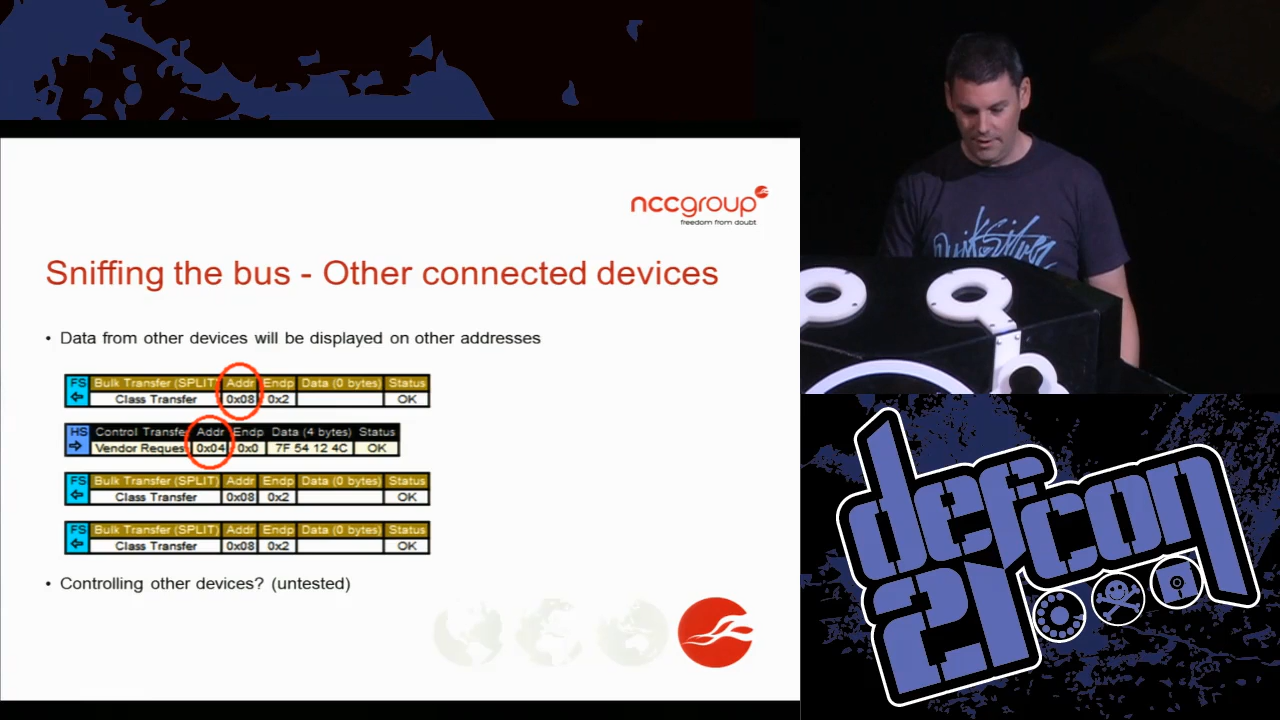 nccgroup
freedom from doubt
Sniffing the bus - Other connected devices
• Data from other devices will be displayed on other addresses
FS Bulk Transfer (SPLIT) Addr Endp Data (0 bytes) Status
Class Transfer 0x08 0x2 OK
HS Control Transfe Addr Endp Data (4 bytes) Status
Vendor Reques 0x04 0x0 7F 54 12 4C OK
FS Bulk Transfer (SPLIT) Addr Endp Data (0 bytes) Status
Class Transfer 0x08 0x2 OK
FS Bulk Transfer (SPLIT) Addr Endp Data (0 bytes) Status
Class Transfer 0x08 0x2 OK
• Controlling other devices? (untested)
Quiksilver
defcon
21